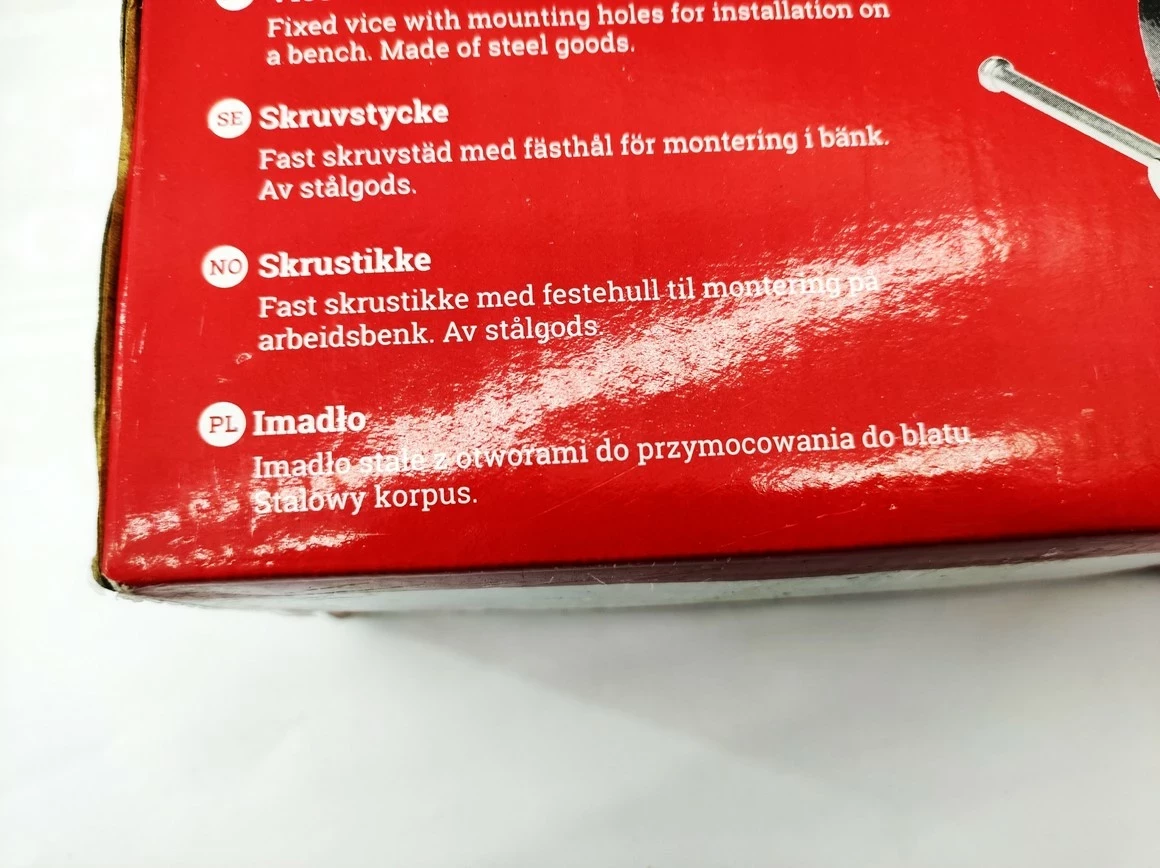 Fixed vice with mounting holes for installation on
a bench. Made of steel goods.
SE Skruvstycke
Fast skruvstäd med fästhål för montering i bänk.
Av stålgods.
NO Skrustikke
Fast skrustikke med festehull til montering på
arbeidsbenk. Av stålgods.
PL Imadło
Imadło stałe z otworami do przymocowania do blatu.
Stalowy korpus.